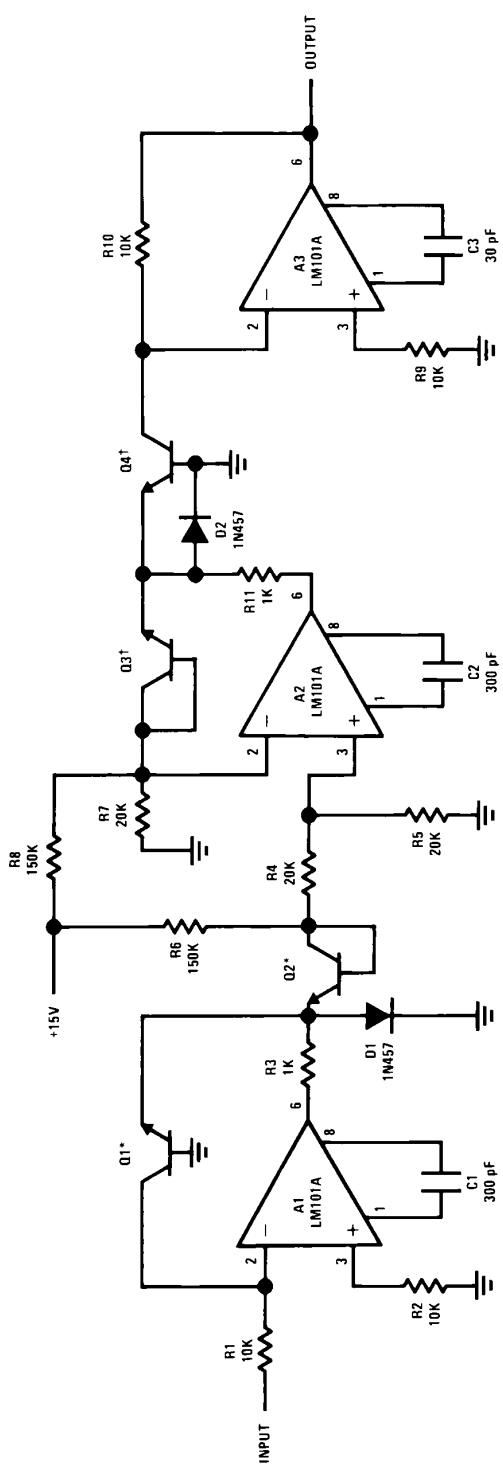 INPUT
R1
10K
Q1*
2
3
A1
LM101A
6
1
8
R2
10K
C1
300 pF
R3
1K
D1
1N457
Q2*
+15V
R6
150K
R8
150K
R4
20K
R5
20K
R7
20K
Q3†
2
3
A2
LM101A
6
1
8
C2
300 pF
R11
1K
D2
1N457
Q4†
R10
10K
2
3
A3
LM101A
6
1
8
R9
10K
C3
30 pF
OUTPUT